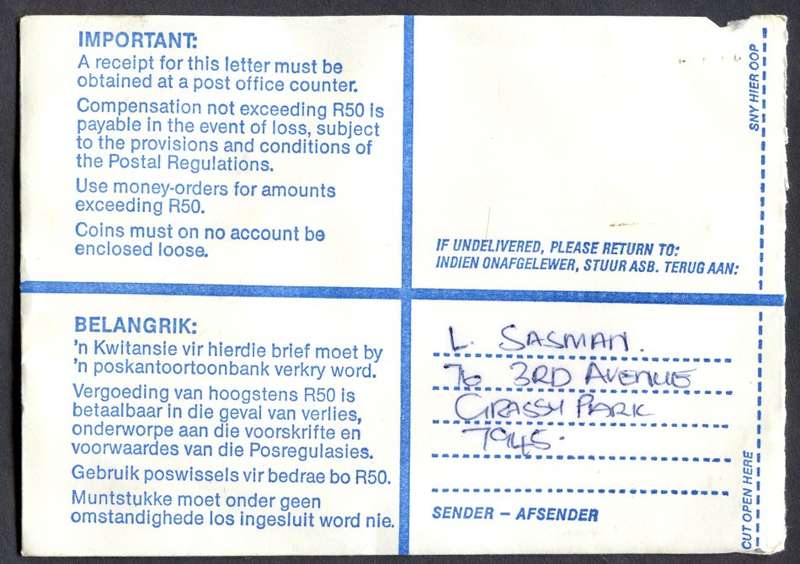 IMPORTANT:
A receipt for this letter must be
obtained at a post office counter.
Compensation not exceeding R50 is
payable in the event of loss, subject
to the provisions and conditions of
the Postal Regulations.
Use money-orders for amounts
exceeding R50.
Coins must on no account be
enclosed loose.
IF UNDELIVERED, PLEASE RETURN TO:
INDIEN ONAFGELEWER, STUUR ASB. TERUG AAN:
SNY HIER OOP
BELANGRIK:
'n Kwitansie vir hierdie brief moet by
'n poskantoortoonbank verkry word.
Vergoeding van hoogstens R50 is
betaalbaar in die geval van verlies,
onderworpe aan die voorskrifte en
voorwaardes van die Posregulasies.
Gebruik poswissels vir bedrae bo R50.
Muntstukke moet onder geen
omstandighede los ingesluit word nie.
L. SASMAN.
76 3RD AVENUE
GRASSY PARK
7945.
SENDER – AFSENDER
CUT OPEN HERE